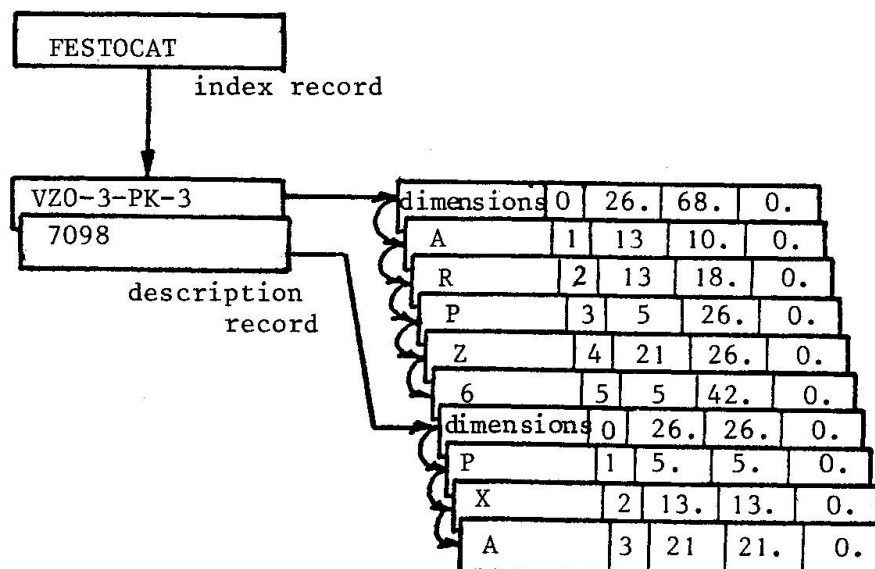 FESTOCAT
index record
VZO-3-PK-3
7098
description
record
dimensions 0 26. 68. 0.
A 1 13 10. 0.
R 2 13 18. 0.
P 3 5 26. 0.
Z 4 21 26. 0.
6 5 5 42. 0.
dimensions 0 26. 26. 0.
P 1 5. 5. 0.
X 2 13. 13. 0.
A 3 21 21. 0.